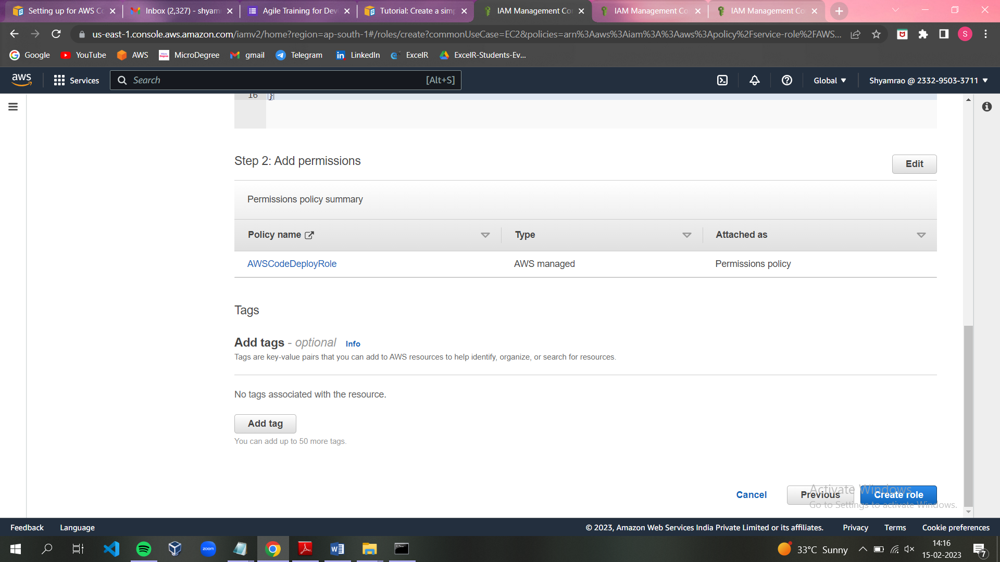 Setting up for AWS Co
Inbox (2,327) - shyam
Agile Training for Dev
Tutorial: Create a simp
IAM Management Co
IAM Management Co
IAM Management Co
us-east-1.console.aws.amazon.com/iamv2/home?region=ap-south-1#/roles/create?commonUseCase=EC2&policies=arn%3Aaws%3Aiam%3A%3Aaws%3Apolicy%2Fservice-role%2FAWS...
S
Google
YouTube
AWS
MicroDegree
gmail
Telegram
LinkedIn
ExcelR
ExcelR-Students-Ev...
aws
Services
Search
[Alt+S]
Global
Shyamrao @ 2332-9503-3711
16 }
Step 2: Add permissions
Edit
Permissions policy summary
Policy name
Type
Attached as
AWSCodeDeployRole
AWS managed
Permissions policy
Tags
Add tags - optional Info
Tags are key-value pairs that you can add to AWS resources to help identify, organize, or search for resources.
No tags associated with the resource.
Add tag
You can add up to 50 more tags.
Cancel
Previous
Create role
Activate Windows
Go to Settings to activate Windows.
Feedback
Language
© 2023, Amazon Web Services India Private Limited or its affiliates.
Privacy
Terms
Cookie preferences
zoom
33°C Sunny
14:16
15-02-2023
7